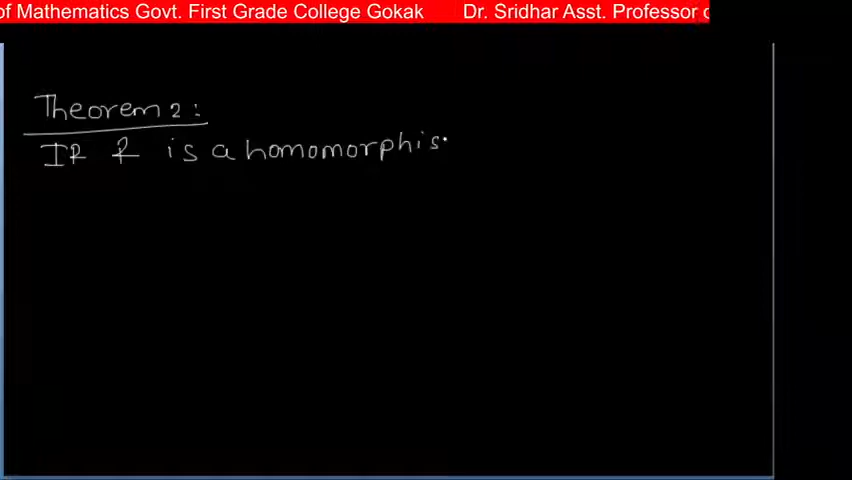 of Mathematics Govt. First Grade College Gokak Dr. Sridhar Asst. Professor o
Theorem 2:
If f is a homomorphis